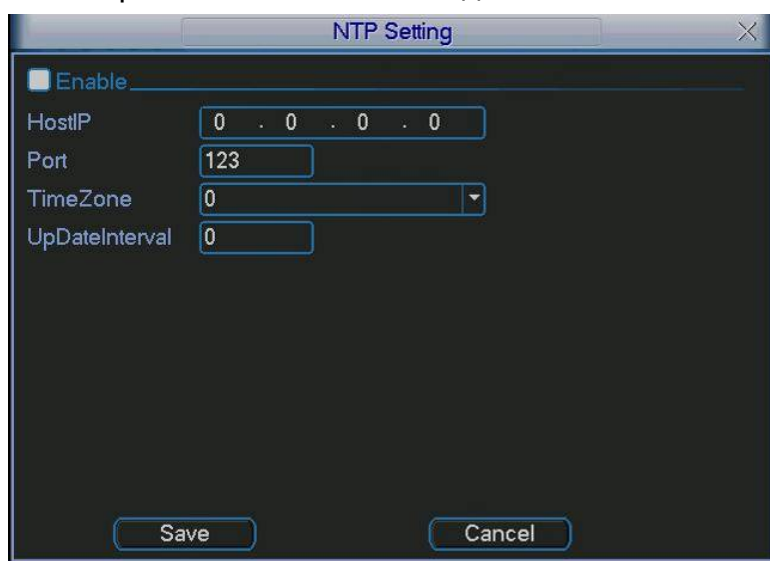 NTP Setting
Enable
HostIP 0 . 0 . 0 . 0
Port 123
TimeZone 0
UpDateInterval 0
Save Cancel